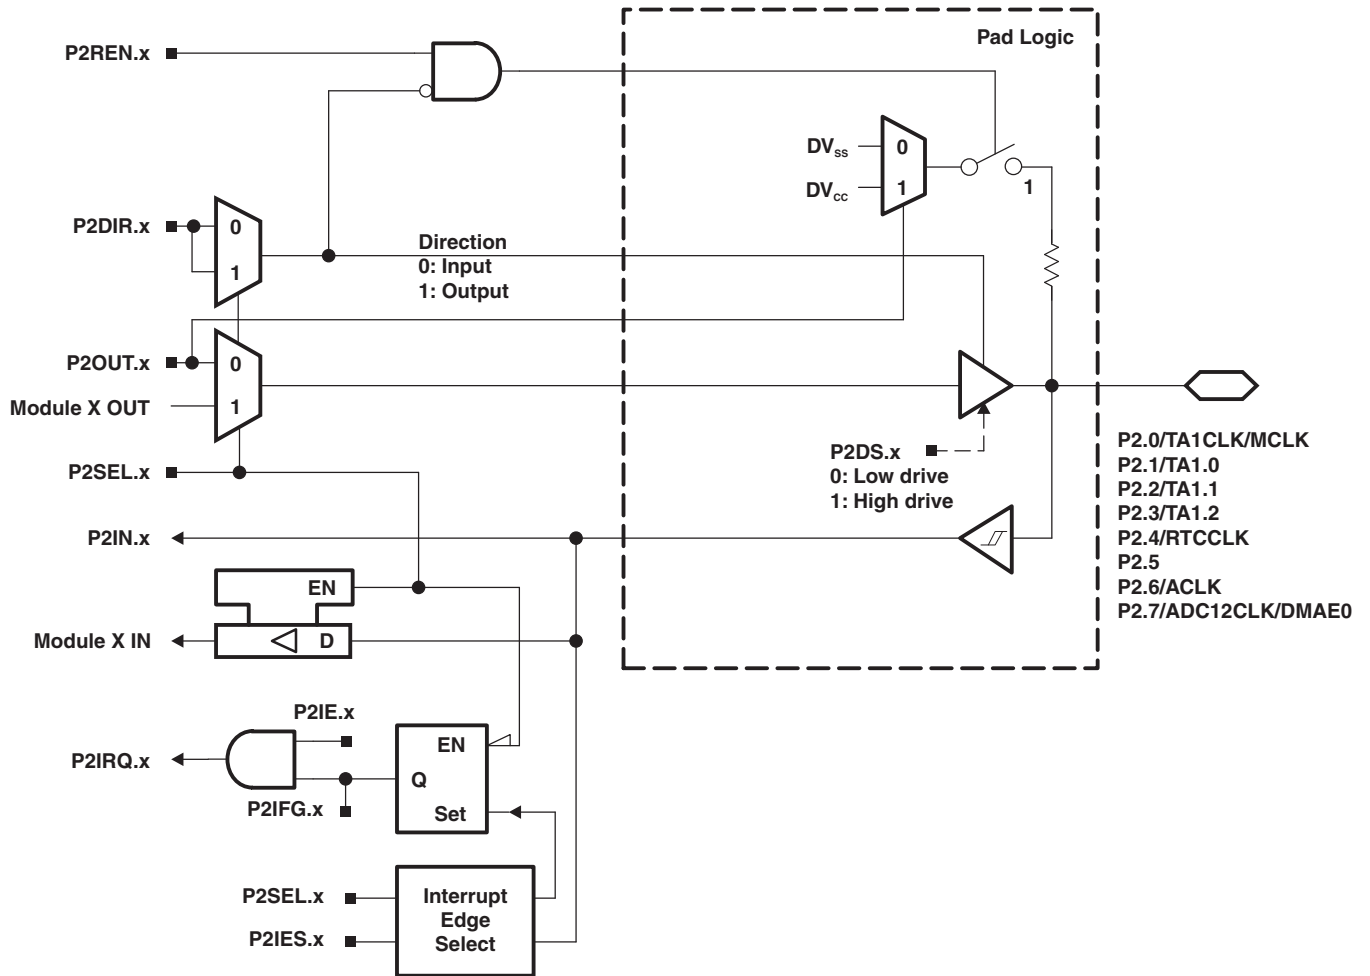 Pad Logic
P2REN.x
DVss
0
DVcc
1
1
P2DIR.x
0
1
Direction
0: Input
1: Output
P2OUT.x
0
Module X OUT
1
P2SEL.x
P2DS.x
0: Low drive
1: High drive
P2.0/TA1CLK/MCLK
P2.1/TA1.0
P2.2/TA1.1
P2.3/TA1.2
P2.4/RTCCLK
P2.5
P2.6/ACLK
P2.7/ADC12CLK/DMAE0
P2IN.x
EN
Module X IN
D
P2IE.x
P2IRQ.x
EN
Q
P2IFG.x
Set
P2SEL.x
P2IES.x
Interrupt
Edge
Select